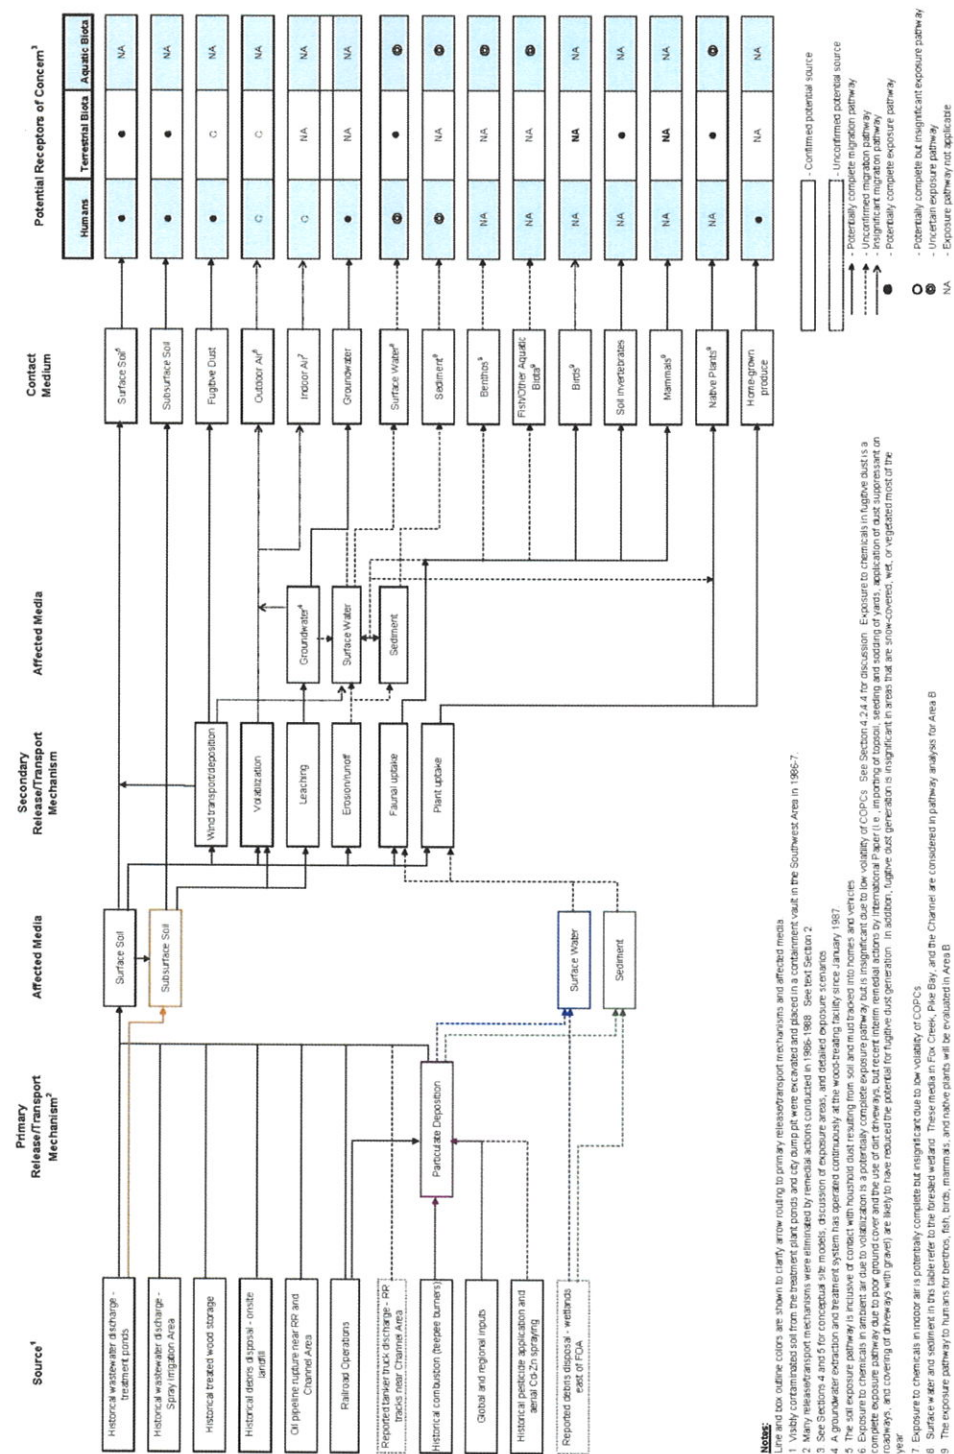 Source¹
Primary
Release/Transport
Mechanism²
Affected Media
Secondary
Release/Transport
Mechanism
Affected Media
Contact
Medium
Potential Receptors of Concern³
Humans
Terrestrial Biota
Aquatic Biota
Historical wastewater discharge -
Treatment ponds
Historical wastewater discharge -
Spray Irrigation Area
Historical treated wood storage
Historical debris disposal - onsite
landfill
Oil pipeline rupture near RR and
Channel Area
Railroad Operations
Reported tanker truck discharge - RR
tracks near Channel Area
Historical combustion (teepee burners)
Global and regional inputs
Historical pesticide application and
aerial Cd-Zn spraying
Reported debris disposal - wetlands
east of FOA
Particulate Deposition
Surface Soil
Subsurface Soil
Surface Water
Sediment
Wind transport/deposition
Volatilization
Leaching
Erosion/runoff
Faunal uptake
Plant uptake
Groundwater⁴
Surface Water
Sediment
Surface Soil⁵
● ● NA
Subsurface Soil
● ● NA
Fugitive Dust
● O NA
Outdoor Air⁶
O O NA
Indoor Air⁷
O NA NA
Groundwater
● NA NA
Surface Water⁸
◎ ● ◎
Sediment⁸
◎ NA ◎
Benthos⁹
NA NA ◎
Fish/Other Aquatic
Biota⁹
NA NA ◎
Birds⁹
NA NA NA
Soil invertebrates
NA ● NA
Mammals⁹
NA NA NA
Native Plants⁹
NA ● ◎
Home-grown
produce
● NA NA
- Confirmed potential source
- Unconfirmed potential source
- Potentially complete migration pathway
- Unconfirmed migration pathway
- Insignificant migration pathway
● - Potentially complete exposure pathway
O - Potentially complete but insignificant exposure pathway
◎ - Uncertain exposure pathway
NA - Exposure pathway not applicable
Notes:
Line and box outline colors are shown to clarify arrow routing to primary release/transport mechanisms and affected media
1 Visibly contaminated soil from the treatment plant ponds and city dump pit were excavated and placed in a containment vault in the Southwest Area in 1986-7.
2 Many release/transport mechanisms were eliminated by remedial actions conducted in 1986-1988 See text Section 2
3 See Sections 4 and 5 for conceptual site models, discussion of exposure areas, and detailed exposure scenarios
4 A groundwater extraction and treatment system has operated continuously at the wood-treating facility since January 1987
The soil exposure pathway is inclusive of contact with household dust resulting from soil and mud tracked into homes and vehicles
6 Exposure to chemicals in ambient air due to volatilization is a potentially complete exposure pathway but is insignificant due to low volatility of COPCs See Section 4.2.4.4 for discussion Exposure to chemicals in fugitive dust is a
mplete exposure pathway due to poor ground cover and the use of dirt driveways, but recent interim remedial actions by International Paper (i.e., importing of topsoil, seeding and sodding of yards, application of dust suppressant on
roadways, and covering of driveways with gravel) are likely to have reduced the potential for fugitive dust generation In addition, fugitive dust generation is insignificant in areas that are snow-covered, wet, or vegetated most of the
year
7 Exposure to chemicals in indoor air is potentially complete but insignificant due to low volatility of COPCs
8 Surface water and sediment in this table refer to the forested wetland These media in Fox Creek, Pike Bay, and the Channel are considered in pathway analysis for Area B
9 The exposure pathway to humans for benthos, fish, birds, mammals, and native plants will be evaluated in Area B